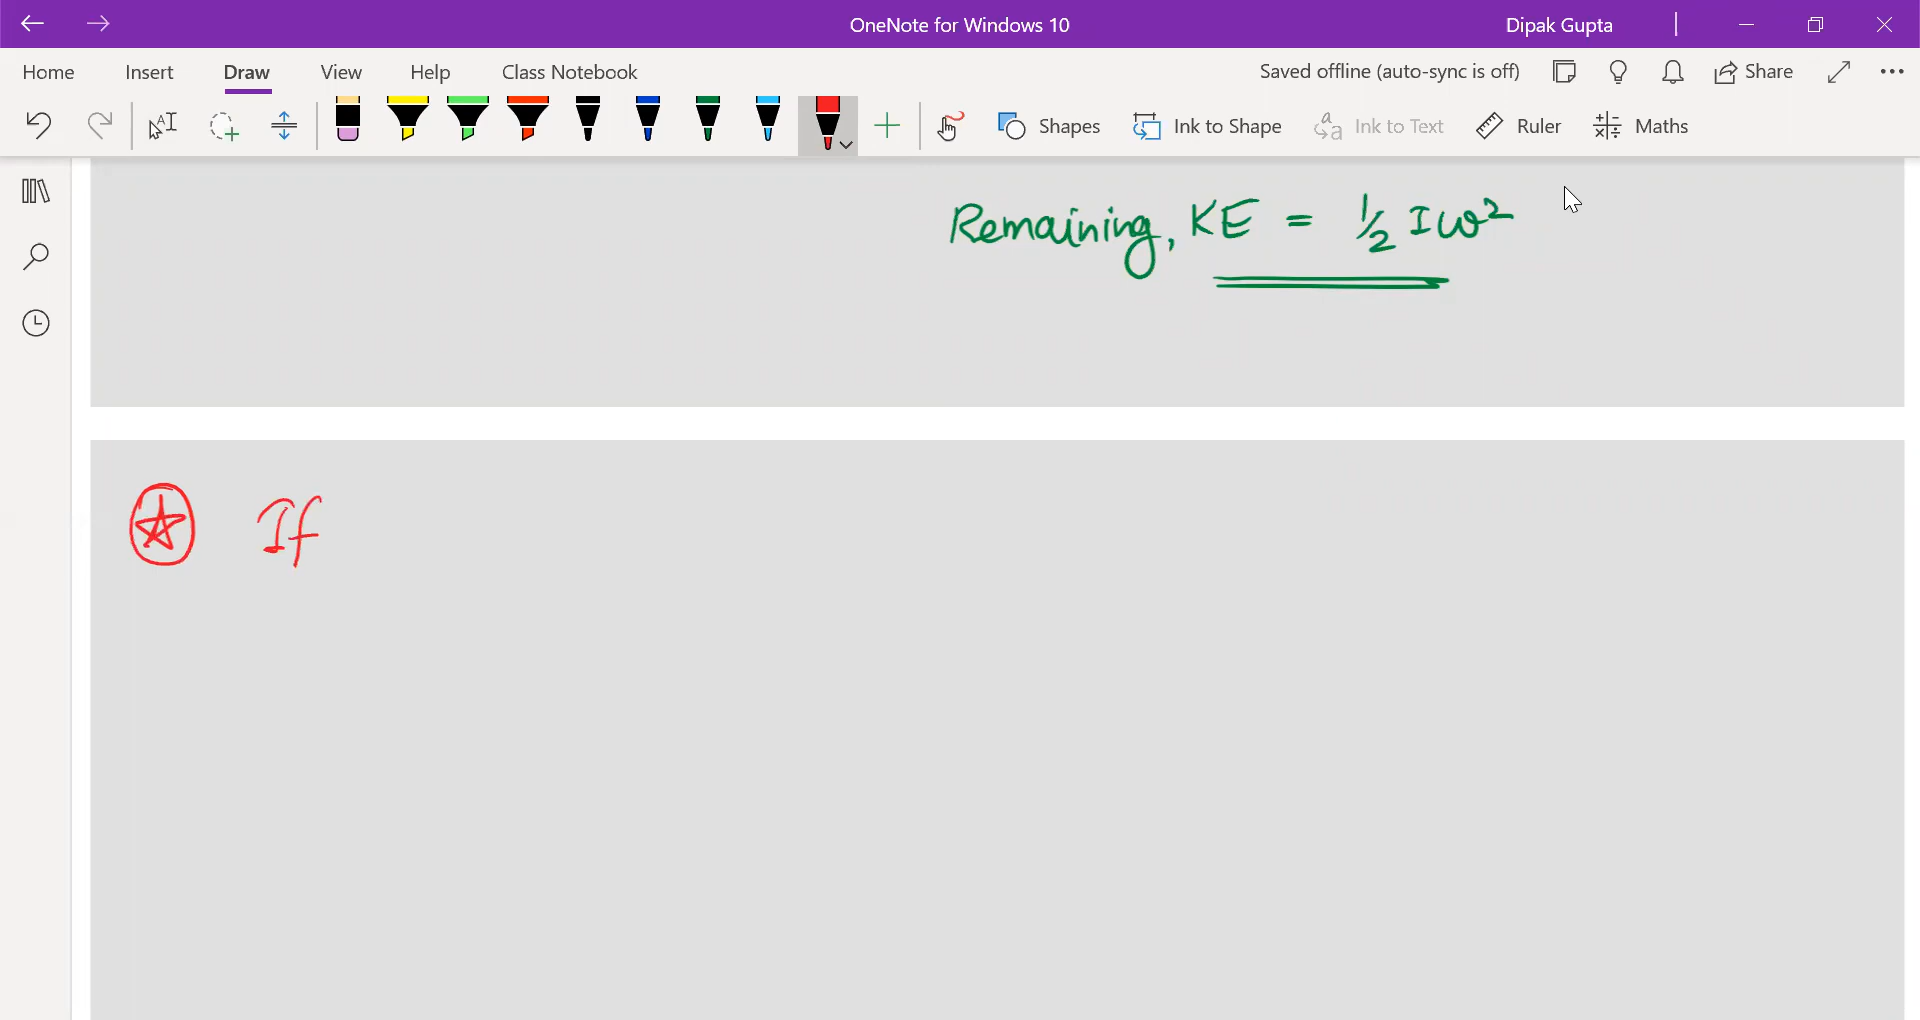 OneNote for Windows 10
Dipak Gupta
Home Insert Draw View Help Class Notebook
Saved offline (auto-sync is off) Share
Shapes Ink to Shape Ink to Text Ruler Maths
Remaining, KE = ½ Iω²
If